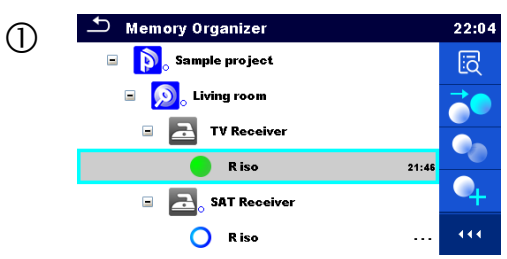 ①
Memory Organizer 22:04
Sample project
Living room
TV Receiver
R iso 21:46
SAT Receiver
R iso ...